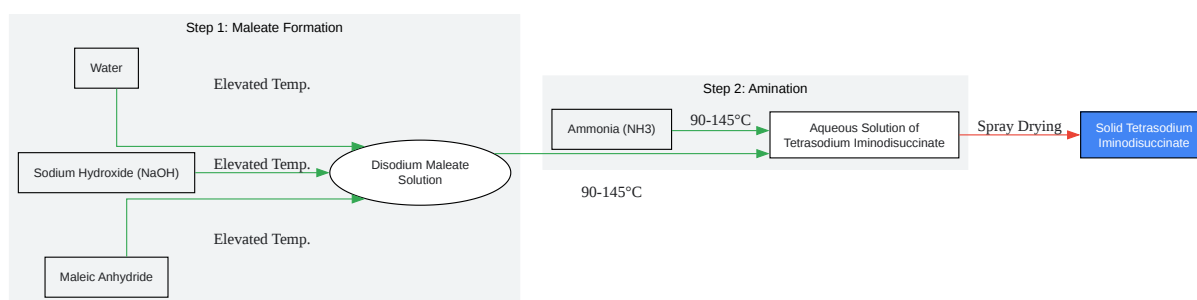 Step 1: Maleate Formation
Water
Elevated Temp.
Sodium Hydroxide (NaOH)
Elevated Temp.
Maleic Anhydride
Elevated Temp.
Disodium Maleate
Solution
Step 2: Amination
Ammonia (NH3)
90-145°C
90-145°C
Aqueous Solution of
Tetrasodium Iminodisuccinate
Spray Drying
Solid Tetrasodium
Iminodisuccinate